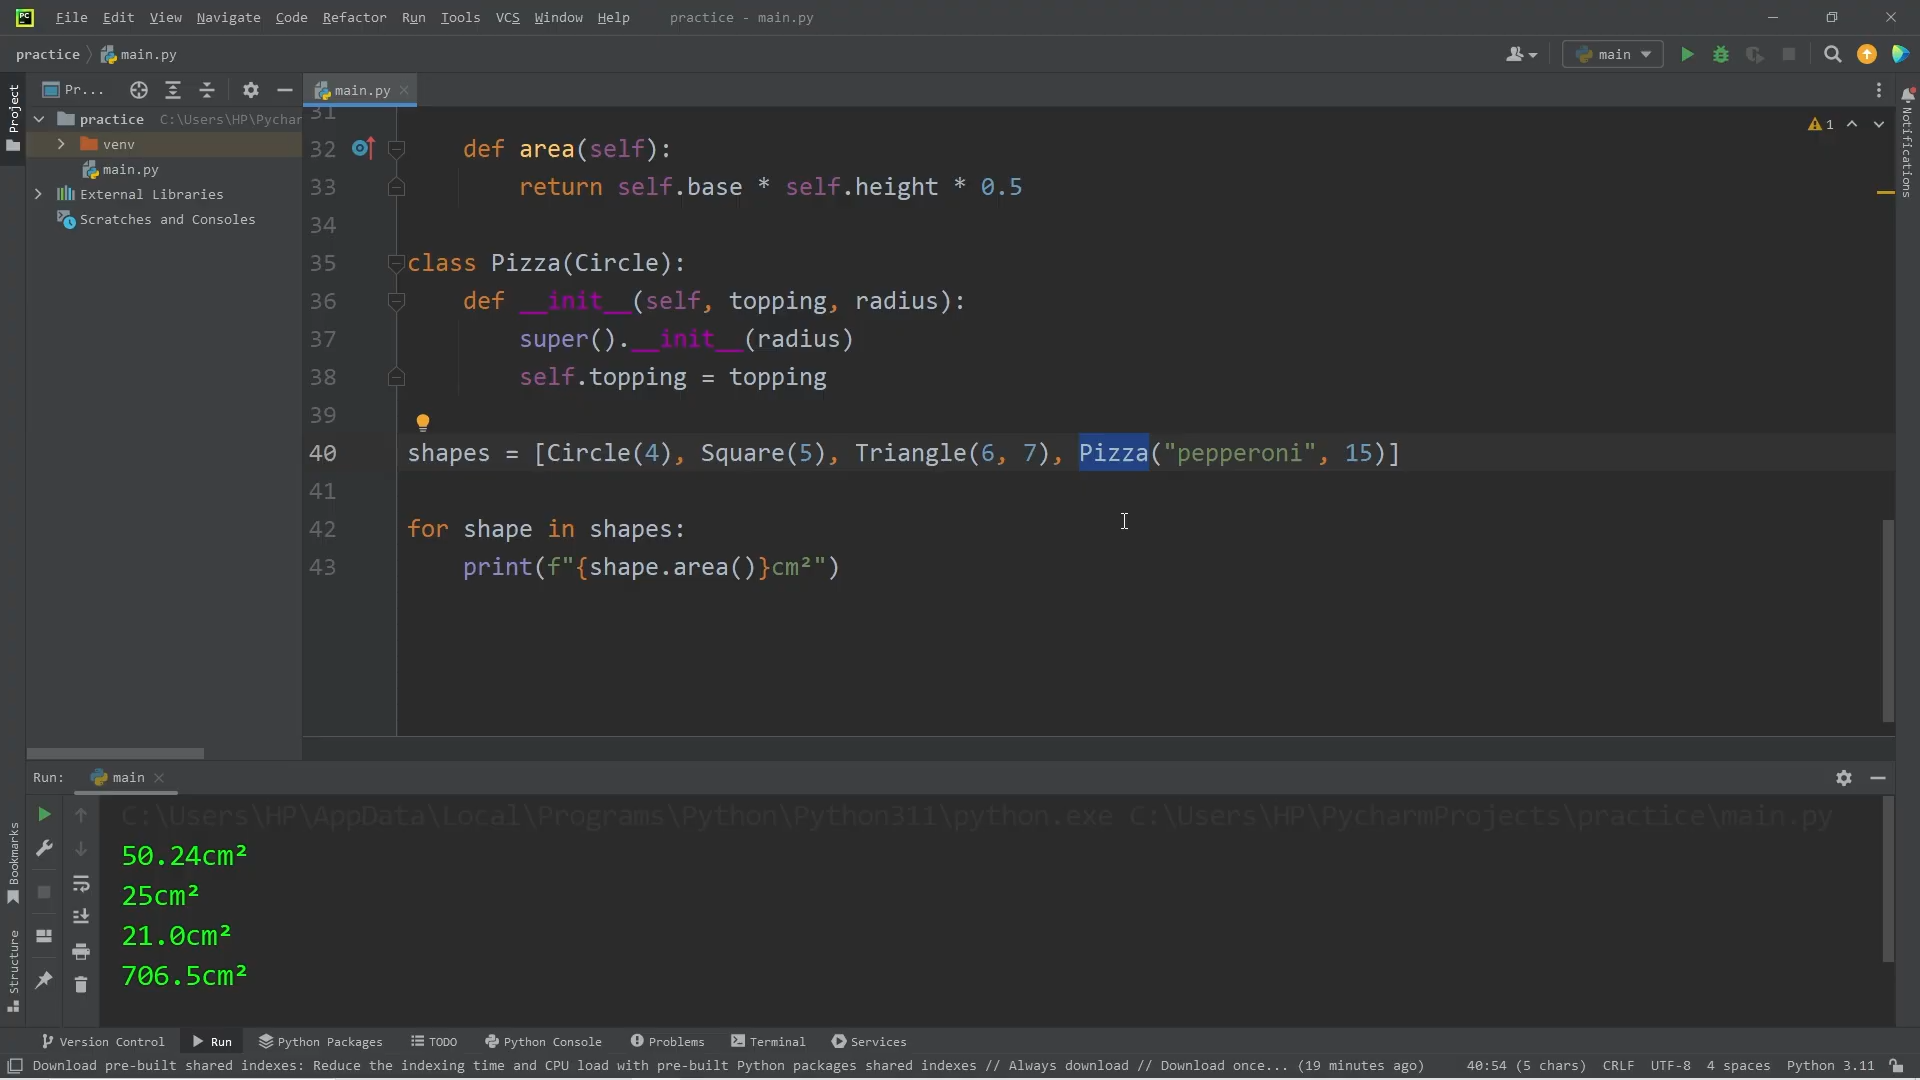 File Edit View Navigate Code Refactor Run Tools VCS Window Help practice - main.py
practice main.py main
Project Pr... main.py Notifications
practice C:\Users\HP\Pychar
venv
main.py
External Libraries
Scratches and Consoles
1
31
32 def area(self):
33 return self.base * self.height * 0.5
34
35 class Pizza(Circle):
36 def __init__(self, topping, radius):
37 super().__init__(radius)
38 self.topping = topping
39
40 shapes = [Circle(4), Square(5), Triangle(6, 7), Pizza("pepperoni", 15)]
41
42 for shape in shapes:
43 print(f"{shape.area()}cm²")
Run: main
C:\Users\HP\AppData\Local\Programs\Python\Python311\python.exe C:\Users\HP\PycharmProjects\practice\main.py
50.24cm²
25cm²
21.0cm²
706.5cm²
Bookmarks
Structure
Version Control Run Python Packages TODO Python Console Problems Terminal Services
Download pre-built shared indexes: Reduce the indexing time and CPU load with pre-built Python packages shared indexes // Always download // Download once... (19 minutes ago) 40:54 (5 chars) CRLF UTF-8 4 spaces Python 3.11